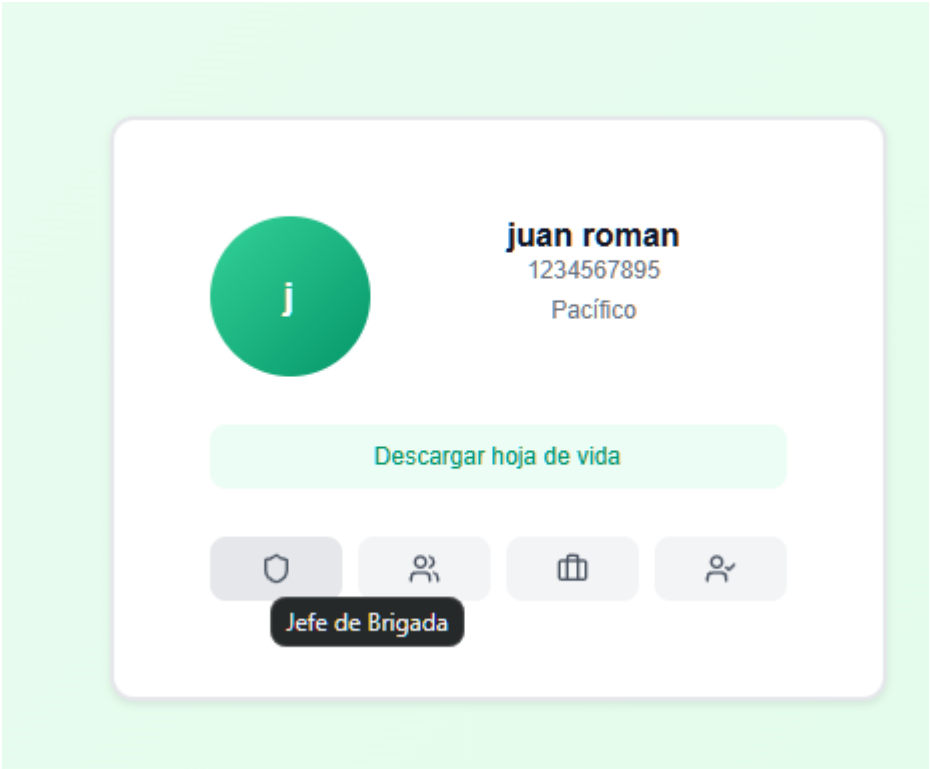 j
juan roman
1234567895
Pacífico
Descargar hoja de vida
Jefe de Brigada